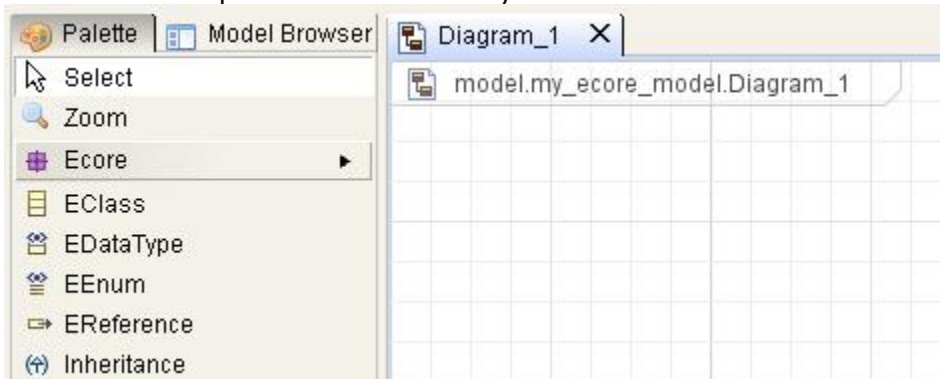 Palette Model Browser
Select
Zoom
Ecore
EClass
EDataType
EEnum
EReference
Inheritance
Diagram_1
model.my_ecore_model.Diagram_1